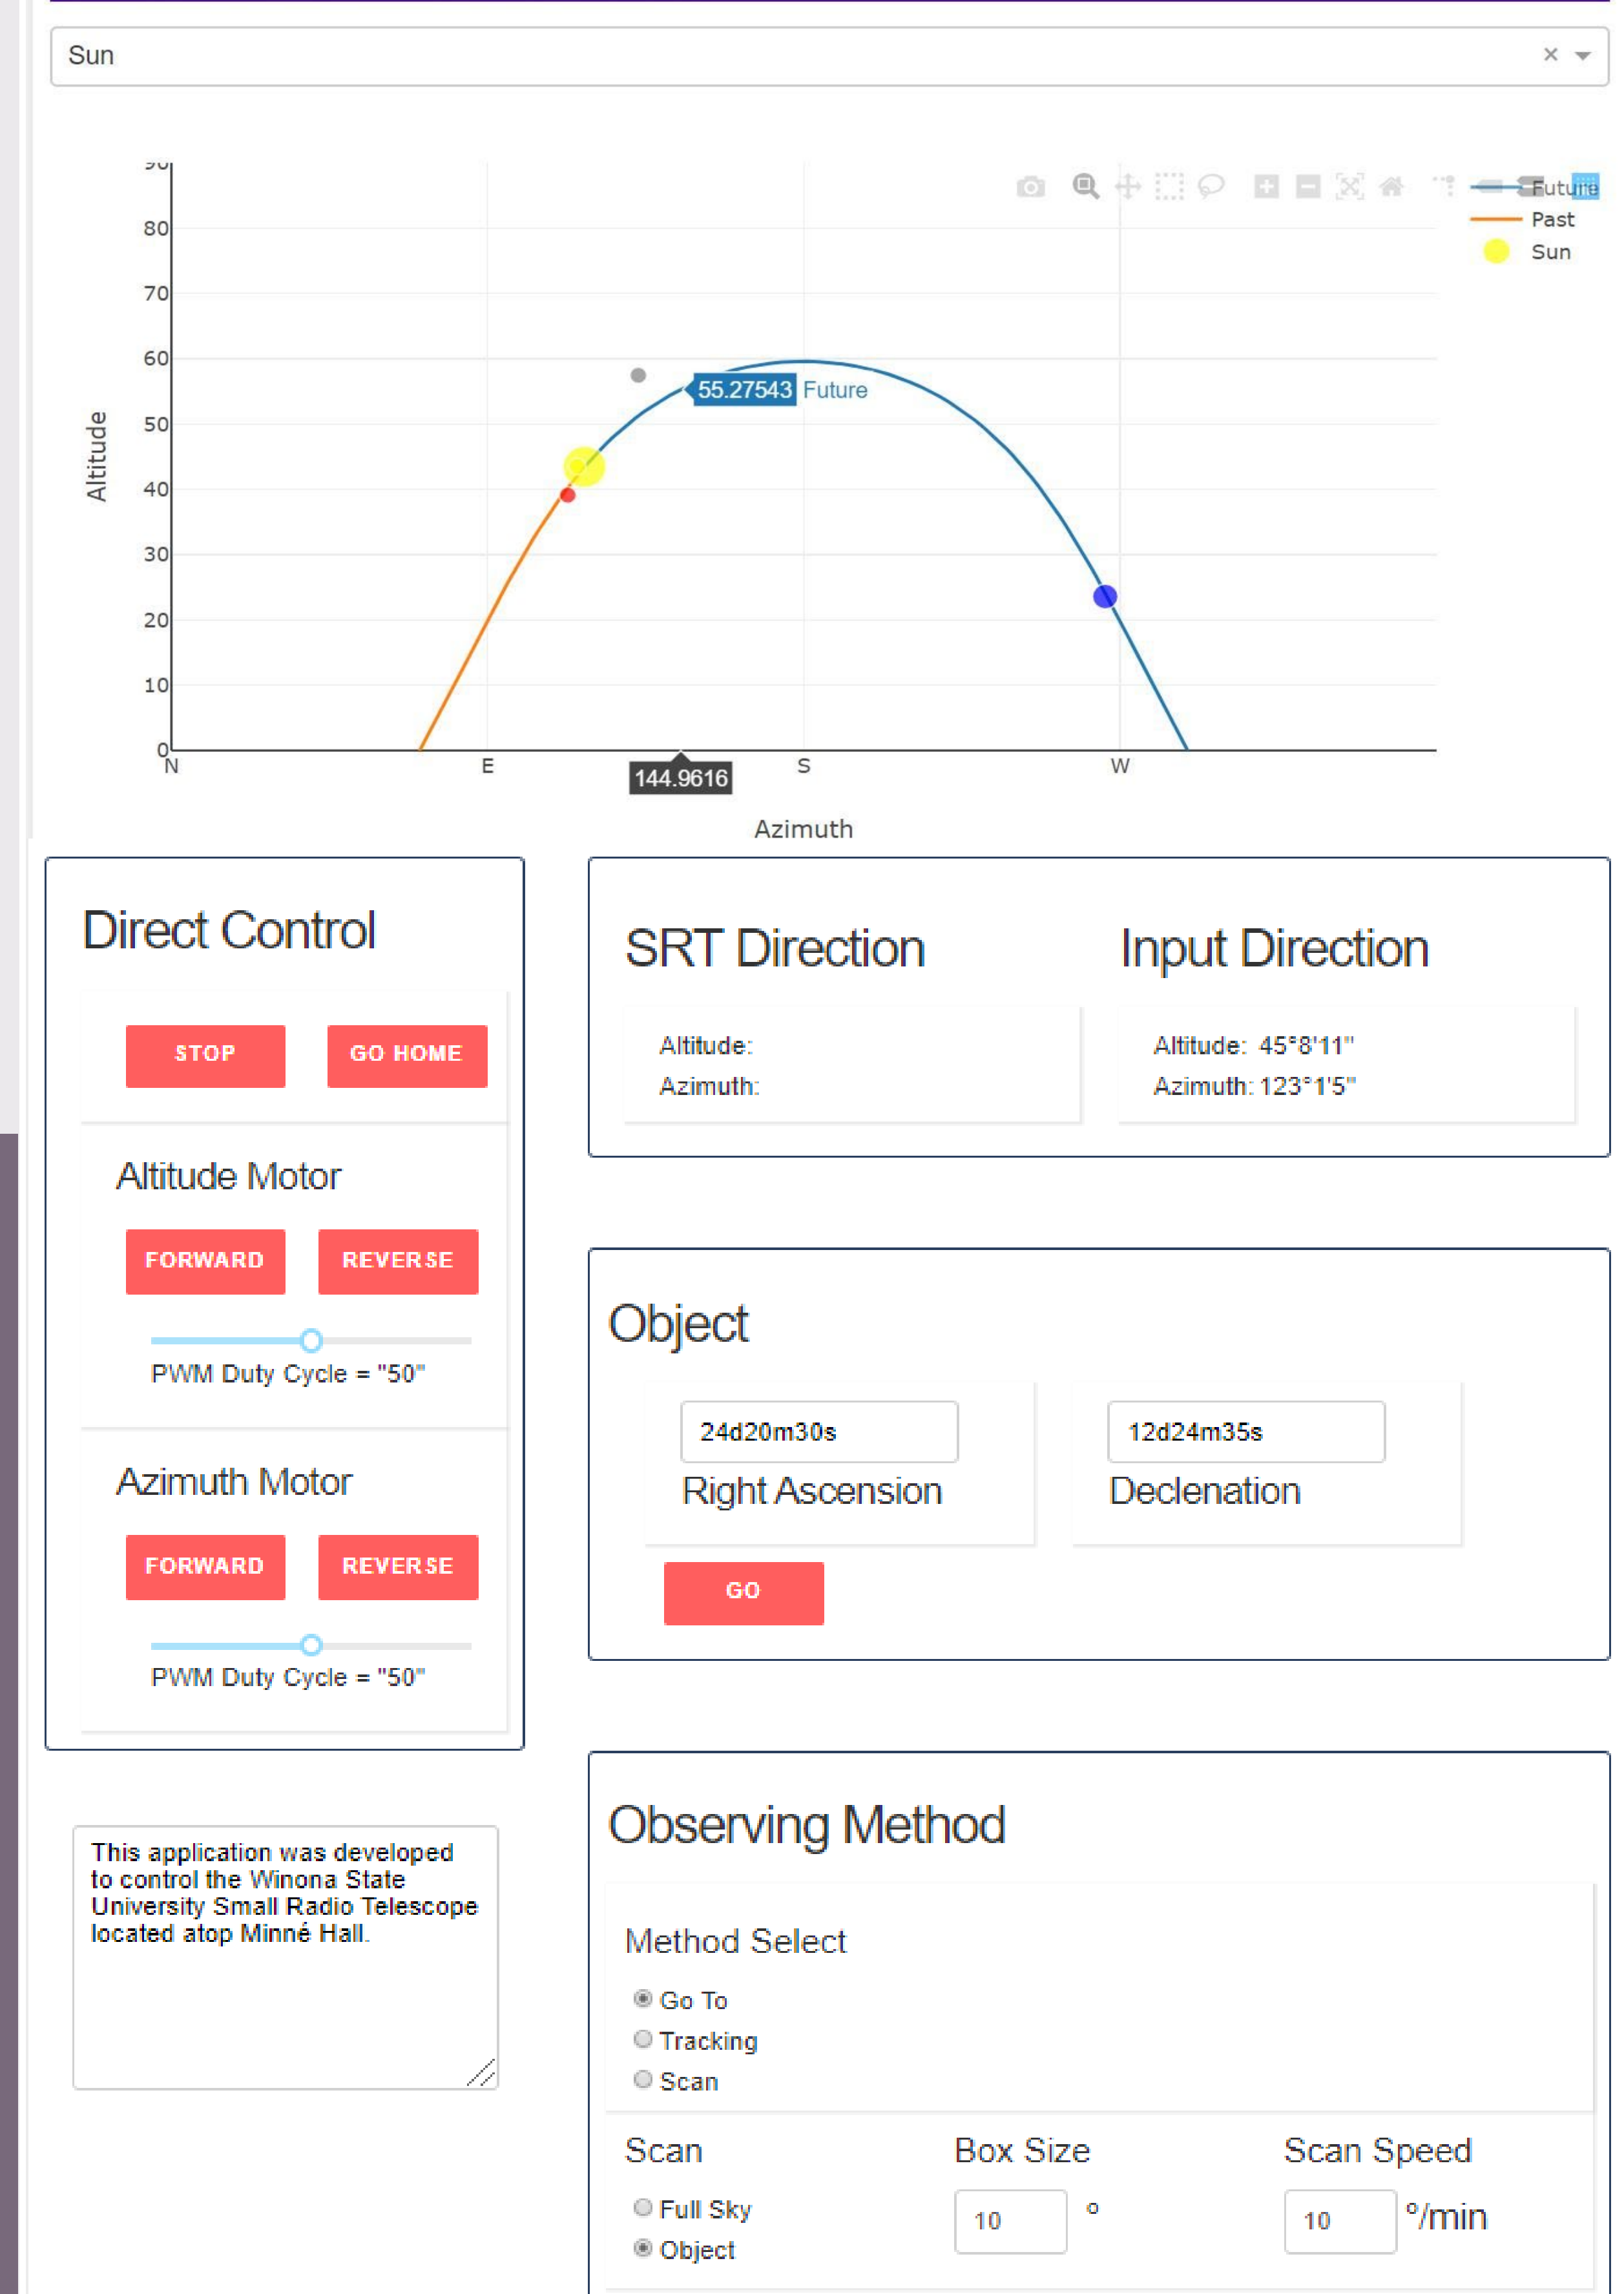 Sun
× 
90
80
70
60
50
40
30
20
10
0
Altitude
Future
Past
Sun
55.27543 Future
N
E
S
W
144.9616
Azimuth
Direct Control
STOP
GO HOME
Altitude Motor
FORWARD
REVERSE
PWM Duty Cycle = "50"
Azimuth Motor
FORWARD
REVERSE
PWM Duty Cycle = "50"
This application was developed
to control the Winona State
University Small Radio Telescope
located atop Minné Hall.
SRT Direction
Altitude:
Azimuth:
Input Direction
Altitude: 45°8'11"
Azimuth: 123°1'5"
Object
24d20m30s
Right Ascension
12d24m35s
Declenation
GO
Observing Method
Method Select
Go To
Tracking
Scan
Scan
Full Sky
Object
Box Size
10 °
Scan Speed
10 °/min